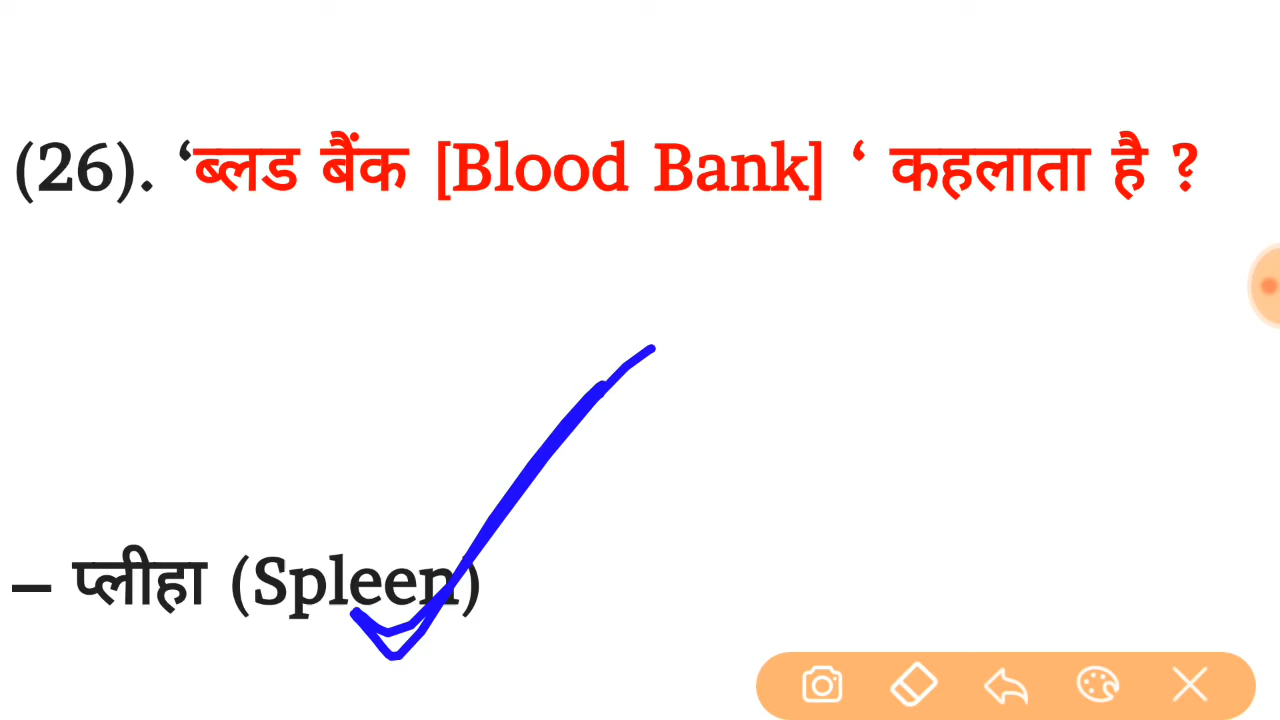 (26). ‘ब्लड बैंक [Blood Bank] ‘ कहलाता है ?
– प्लीहा (Spleen)